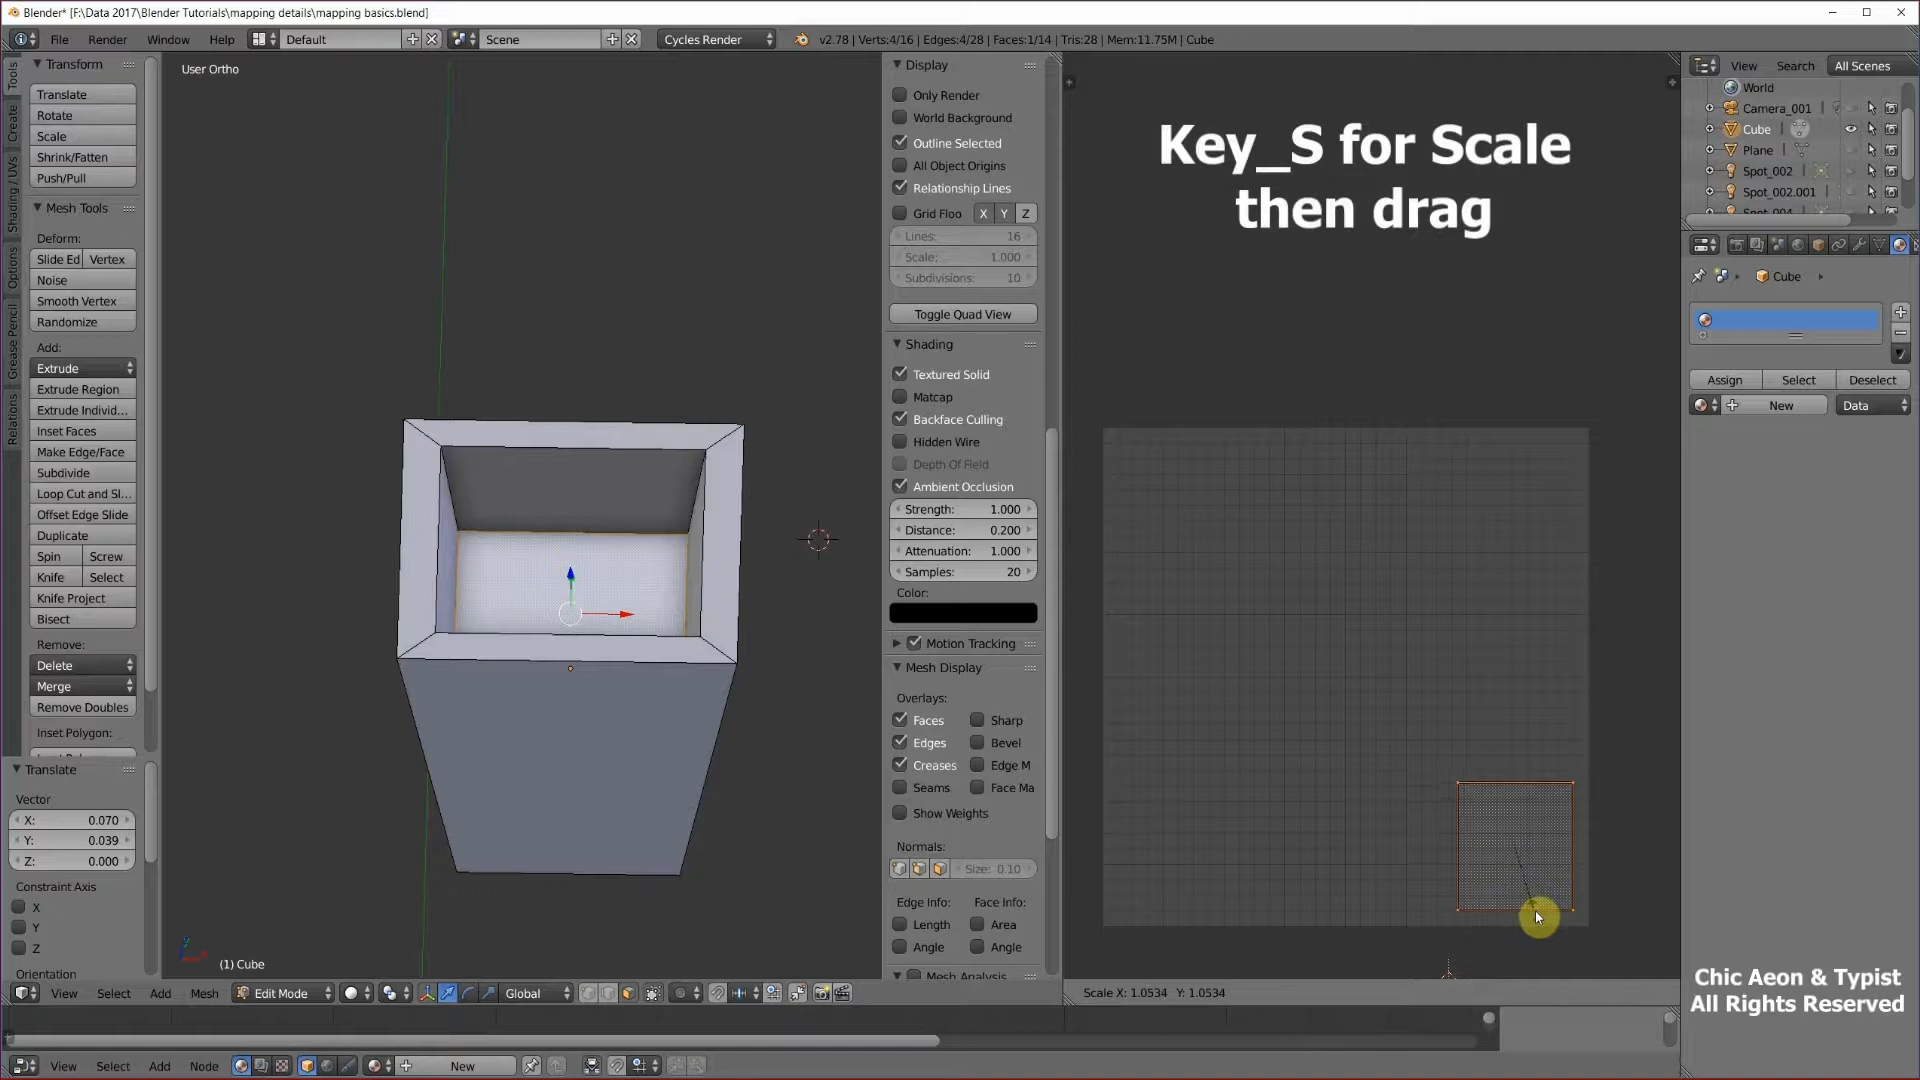 Blender* [F:\Data 2017\Blender Tutorials\mapping details\mapping basics.blend]
File Render Window Help Default Scene Cycles Render v2.78 | Verts:4/16 | Edges:4/28 | Faces:1/14 | Tris:28 | Mem:11.75M | Cube
Tools
Create
Shading / UVs
Options
Grease Pencil
Relations
Transform
Translate
Rotate
Scale
Shrink/Fatten
Push/Pull
Mesh Tools
Deform:
Slide Ed Vertex
Noise
Smooth Vertex
Randomize
Add:
Extrude
Extrude Region
Extrude Individ...
Inset Faces
Make Edge/Face
Subdivide
Loop Cut and Sl...
Offset Edge Slide
Duplicate
Spin Screw
Knife Select
Knife Project
Bisect
Remove:
Delete
Merge
Remove Doubles
Inset Polygon:
Translate
Vector
X: 0.070
Y: 0.039
Z: 0.000
Constraint Axis
X
Y
Z
Orientation
User Ortho
(1) Cube
Display
Only Render
World Background
Outline Selected
All Object Origins
Relationship Lines
Grid Floo X Y Z
Lines: 16
Scale: 1.000
Subdivisions: 10
Toggle Quad View
Shading
Textured Solid
Matcap
Backface Culling
Hidden Wire
Depth Of Field
Ambient Occlusion
Strength: 1.000
Distance: 0.200
Attenuation: 1.000
Samples: 20
Color:
Motion Tracking
Mesh Display
Overlays:
Faces Sharp
Edges Bevel
Creases Edge M
Seams Face Ma
Show Weights
Normals:
Size: 0.10
Edge Info: Face Info:
Length Area
Angle Angle
Mesh Analysis
Key_S for Scale
then drag
View Search All Scenes
World
Camera_001
Cube
Plane
Spot_002
Spot_002.001
Spot_004
Cube
Assign Select Deselect
New Data
Chic Aeon & Typist
All Rights Reserved
View Select Add Mesh Edit Mode Global
Scale X: 1.0534 Y: 1.0534
View Select Add Node New